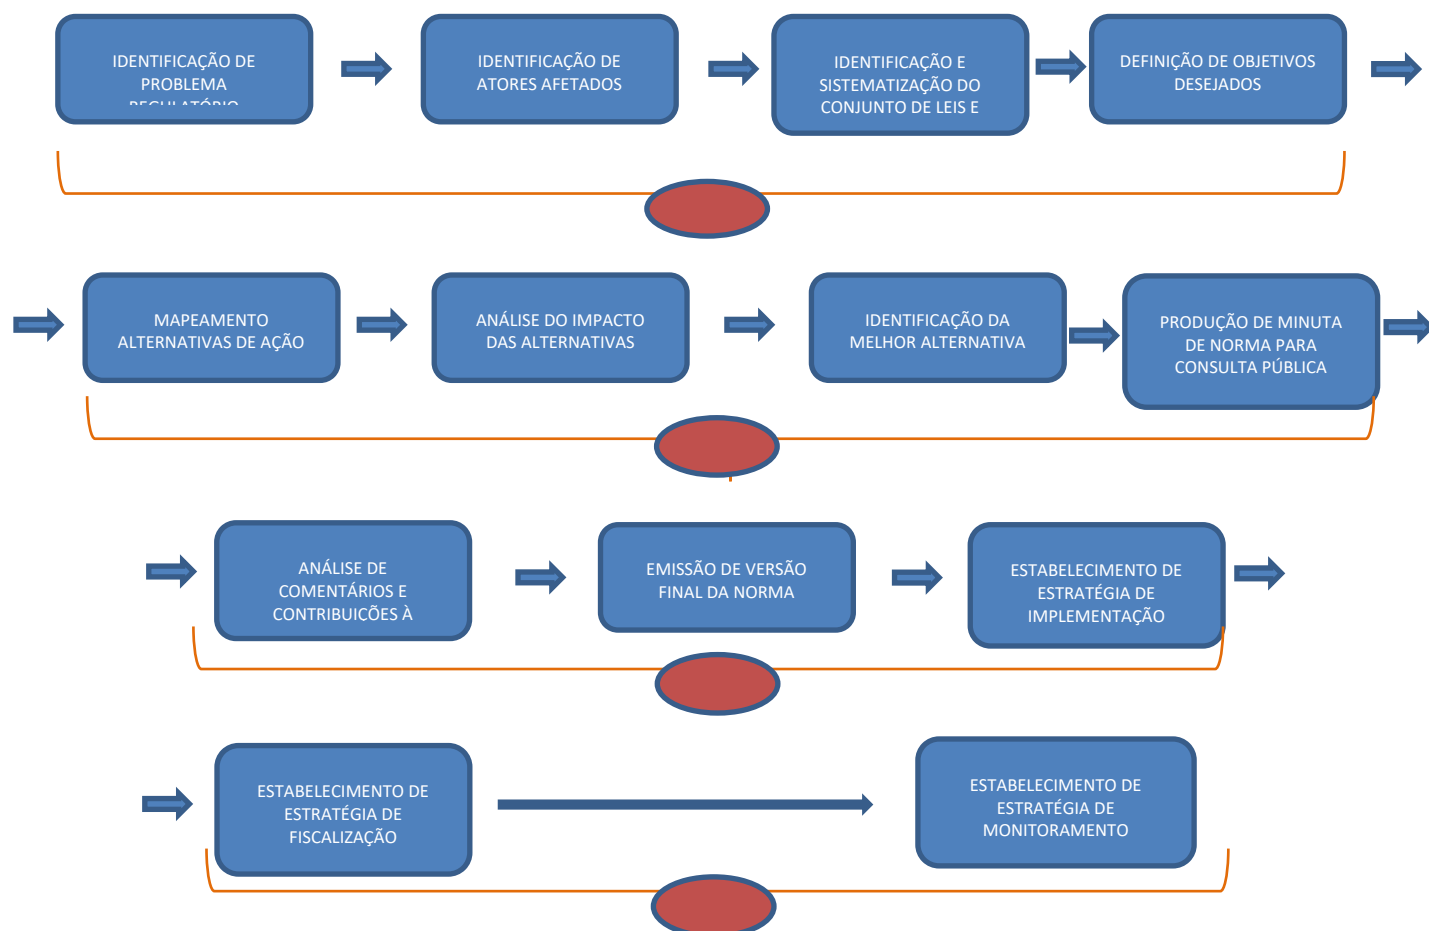 IDENTIFICAÇÃO DE
PROBLEMA
REGULATÓRIO
IDENTIFICAÇÃO DE
ATORES AFETADOS
IDENTIFICAÇÃO E
SISTEMATIZAÇÃO DO
CONJUNTO DE LEIS E
DEFINIÇÃO DE OBJETIVOS
DESEJADOS
MAPEAMENTO
ALTERNATIVAS DE AÇÃO
ANÁLISE DO IMPACTO
DAS ALTERNATIVAS
IDENTIFICAÇÃO DA
MELHOR ALTERNATIVA
PRODUÇÃO DE MINUTA
DE NORMA PARA
CONSULTA PÚBLICA
ANÁLISE DE
COMENTÁRIOS E
CONTRIBUIÇÕES À
EMISSÃO DE VERSÃO
FINAL DA NORMA
ESTABELECIMENTO DE
ESTRATÉGIA DE
IMPLEMENTAÇÃO
ESTABELECIMENTO DE
ESTRATÉGIA DE
FISCALIZAÇÃO
ESTABELECIMENTO DE
ESTRATÉGIA DE
MONITORAMENTO